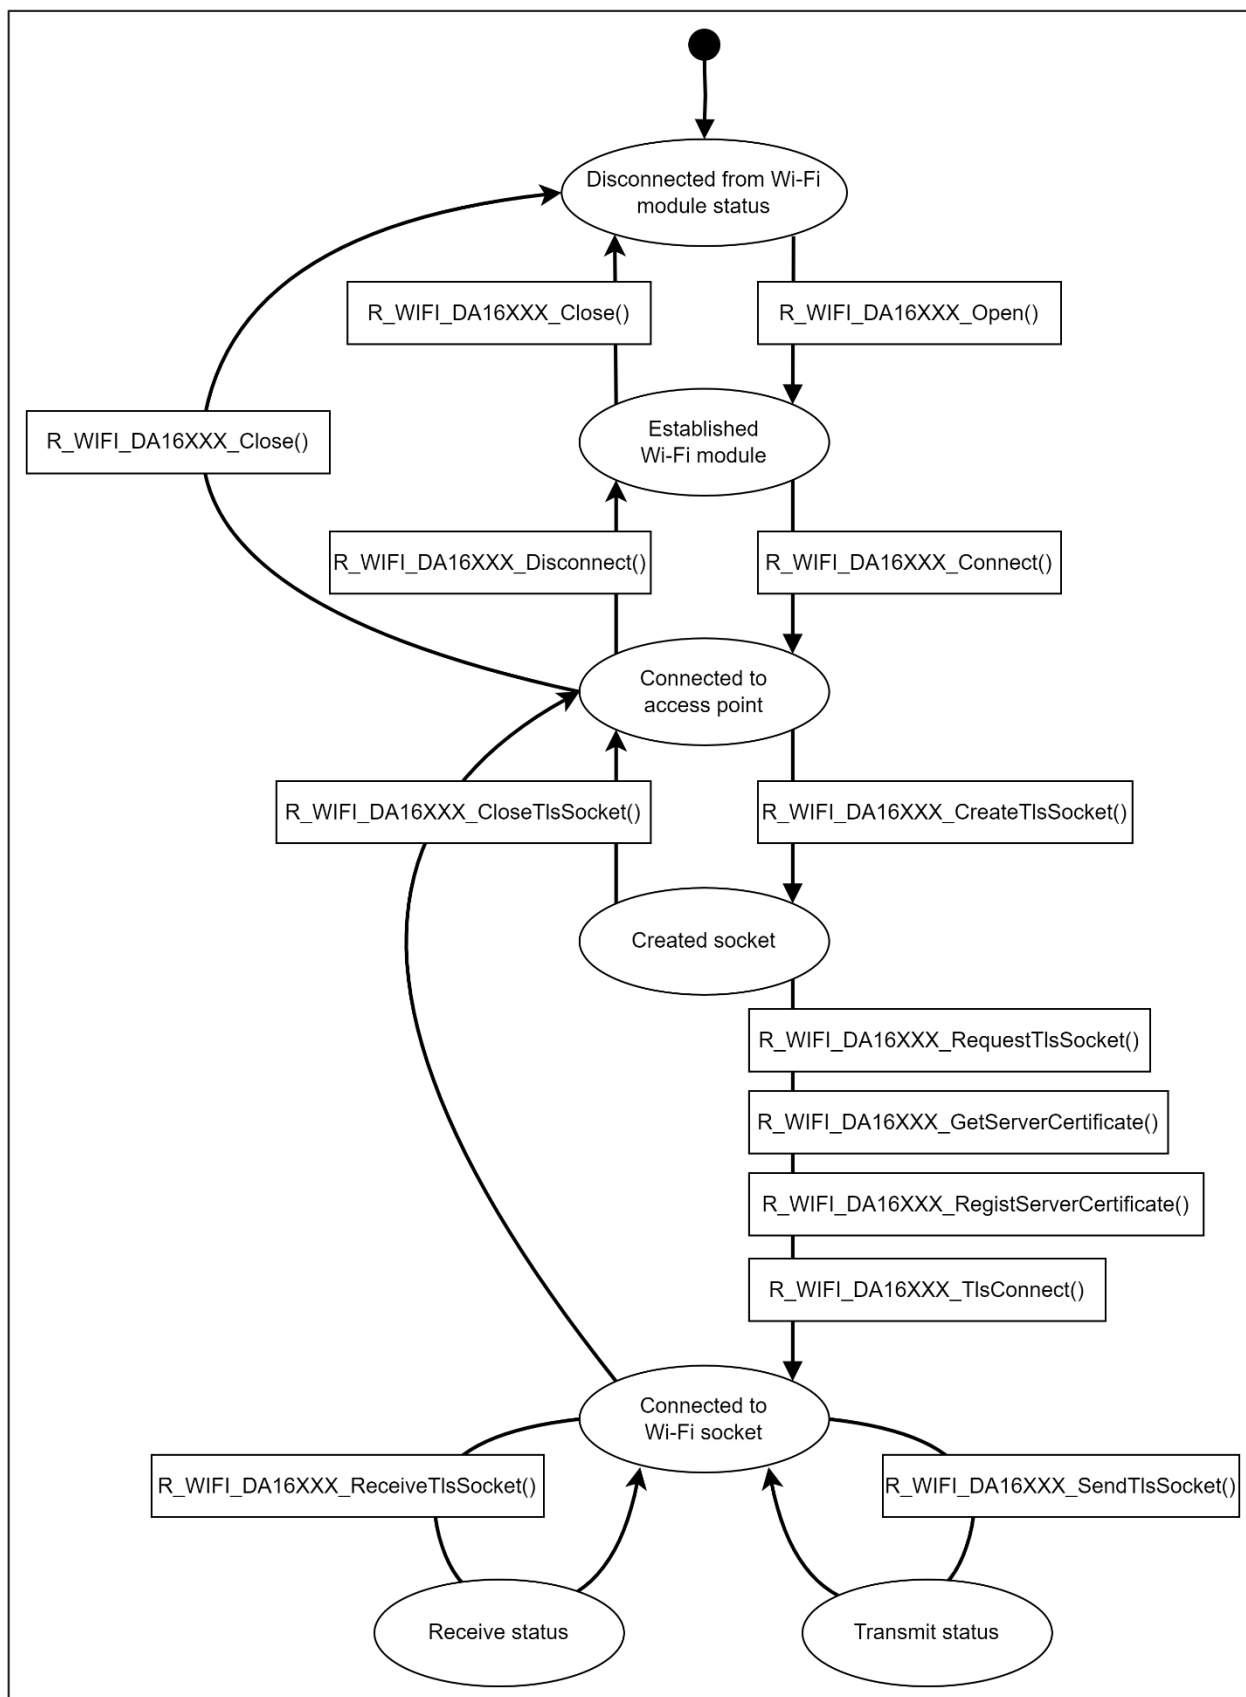 Disconnected from Wi-Fi
module status
R_WIFI_DA16XXX_Close()
R_WIFI_DA16XXX_Open()
R_WIFI_DA16XXX_Close()
Established
Wi-Fi module
R_WIFI_DA16XXX_Disconnect()
R_WIFI_DA16XXX_Connect()
Connected to
access point
R_WIFI_DA16XXX_CloseTlsSocket()
R_WIFI_DA16XXX_CreateTlsSocket()
Created socket
R_WIFI_DA16XXX_RequestTlsSocket()
R_WIFI_DA16XXX_GetServerCertificate()
R_WIFI_DA16XXX_RegistServerCertificate()
R_WIFI_DA16XXX_TlsConnect()
Connected to
Wi-Fi socket
R_WIFI_DA16XXX_ReceiveTlsSocket()
R_WIFI_DA16XXX_SendTlsSocket()
Receive status
Transmit status